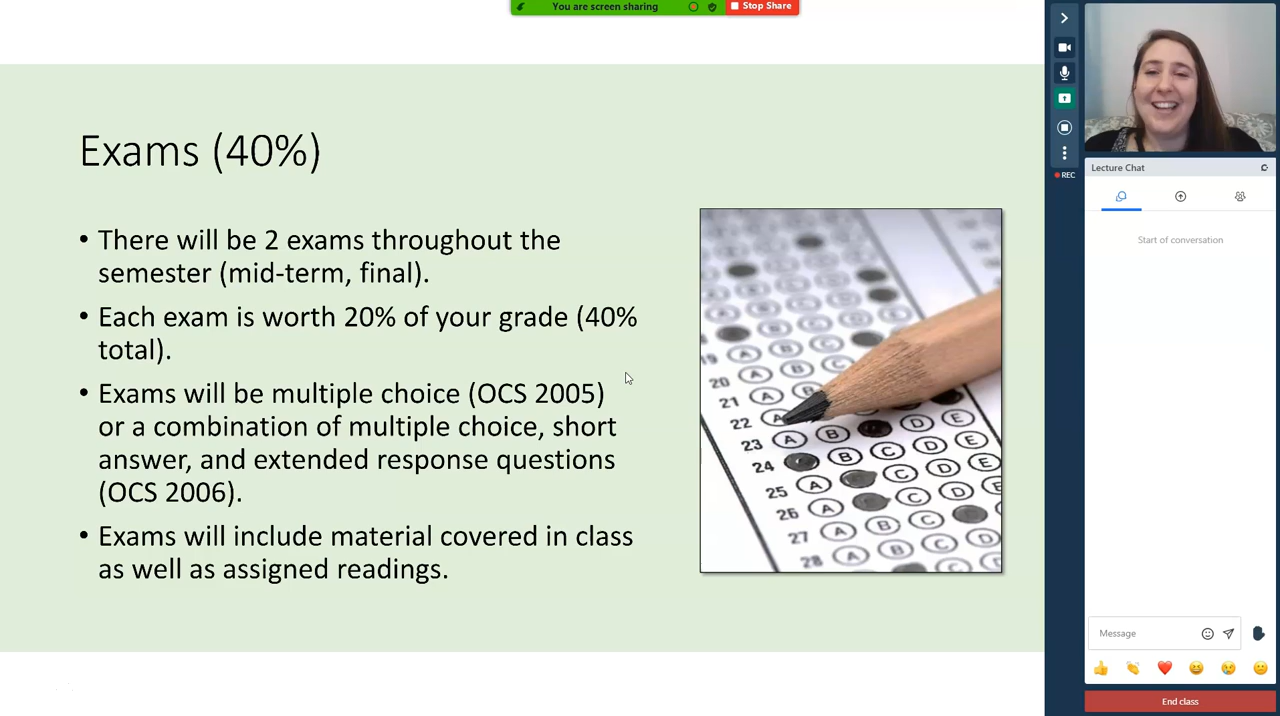 You are screen sharing
Stop Share
Exams (40%)
• There will be 2 exams throughout the
semester (mid-term, final).
• Each exam is worth 20% of your grade (40%
total).
• Exams will be multiple choice (OCS 2005)
or a combination of multiple choice, short
answer, and extended response questions
(OCS 2006).
• Exams will include material covered in class
as well as assigned readings.
19 A B C
20 A B C
21 A B
22 A
23 A B D E
24 B C D E
25 A C D E
26 A C D
27 A B C
28 A B C D
REC
Lecture Chat
Start of conversation
Message
End class